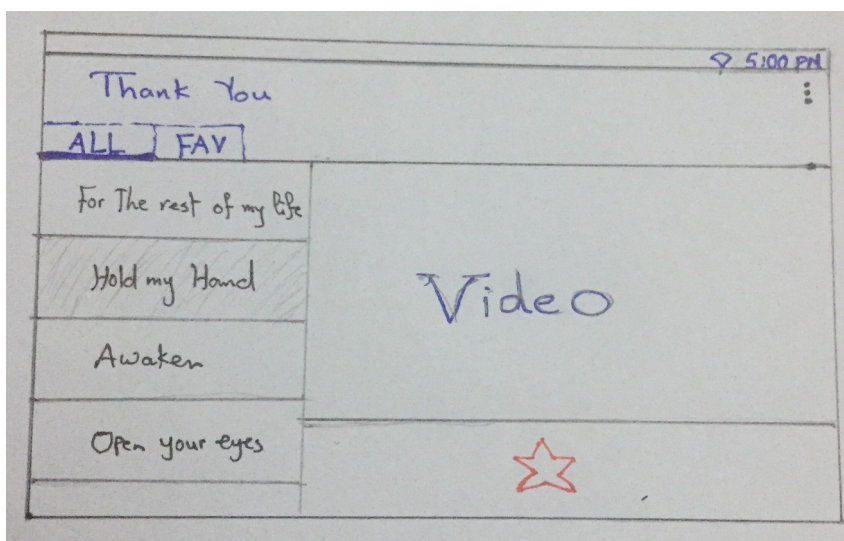 5:00 PM
Thank You
ALL FAV
For The rest of my life
Hold my Hand
Awaken
Open your eyes
Video